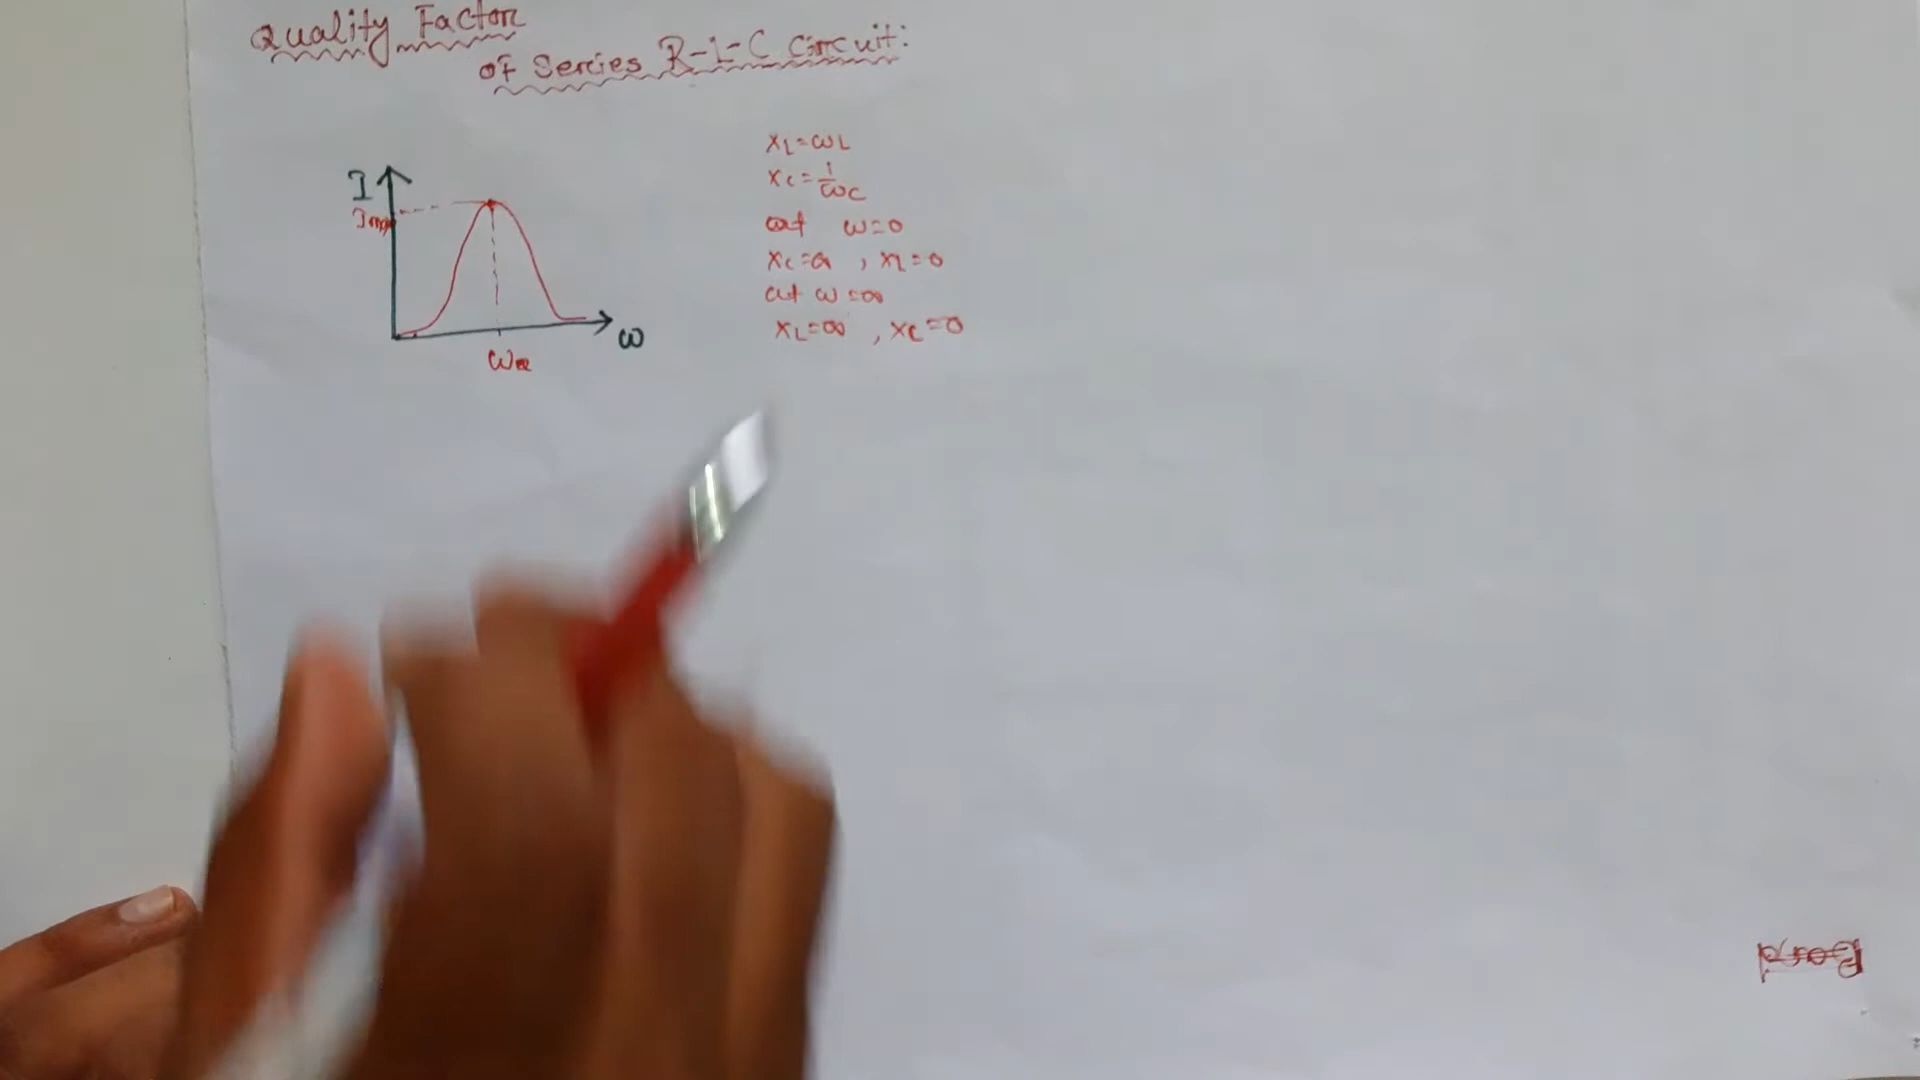 Quality Factor
of Series R-L-C Circuit:
I
Im
ω
ωR
XL=ωL
XC=1/ωC
at ω=0
XC=∞ , XL=0
at ω=∞
XL=∞ , XC=0